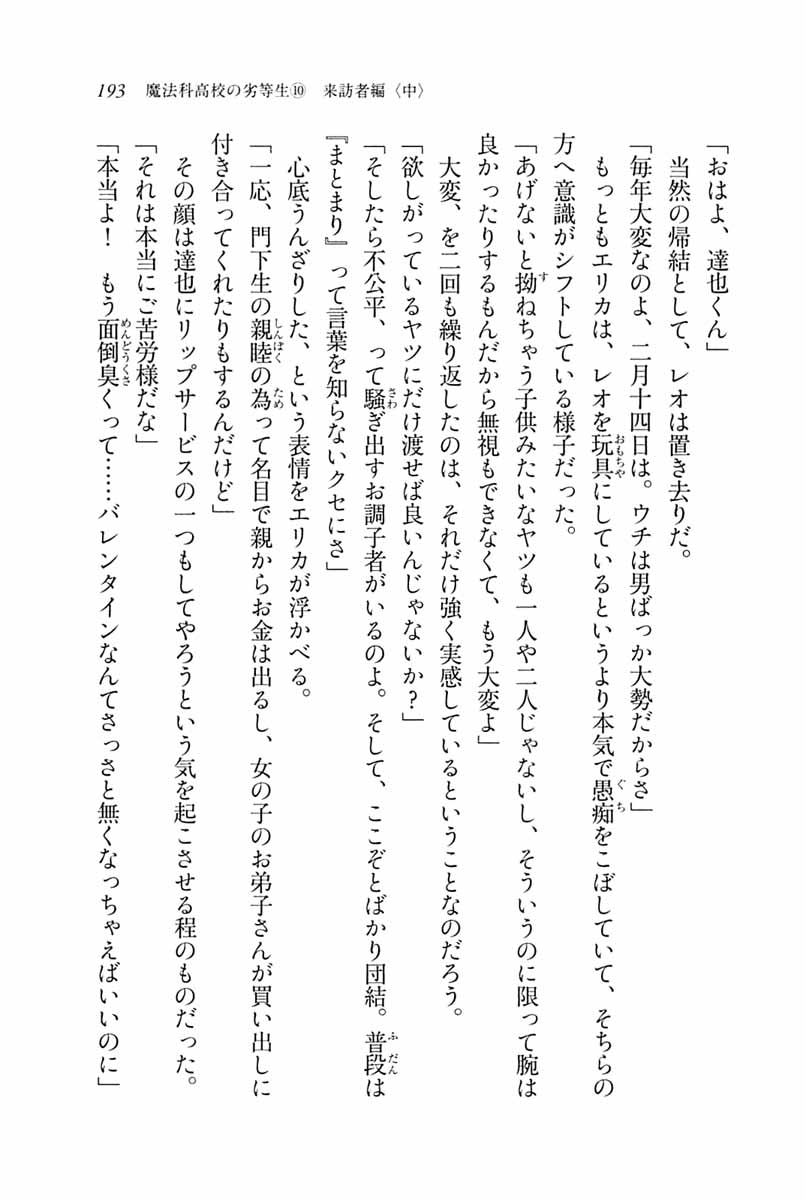 193　魔法科高校の劣等生⑩　来訪者編〈中〉
「おはよ、達也くん」
　当然の帰結として、レオは置き去りだ。
「毎年大変なのよ、二月十四日は。ウチは男ばっか大勢だからさ」
　もっともエリカは、レオを玩具にしているというより本気で愚痴をこぼしていて、そちらの
方へ意識がシフトしている様子だった。
「あげないと拗ねちゃう子供みたいなヤツも一人や二人じゃないし、そういうのに限って腕は
良かったりするもんだから無視もできなくて、もう大変よ」
　大変、を二回も繰り返したのは、それだけ強く実感しているということなのだろう。
「欲しがっているヤツにだけ渡せば良いんじゃないか？」
「そしたら不公平、って騒ぎ出すお調子者がいるのよ。そして、ここぞとばかり団結。普段は
『まとまり』って言葉を知らないクセにさ」
　心底うんざりした、という表情をエリカが浮かべる。
「一応、門下生の親睦の為って名目で親からお金は出るし、女の子のお弟子さんが買い出しに
付き合ってくれたりもするんだけど」
　その顔は達也にリップサービスの一つもしてやろうという気を起こさせる程のものだった。
「それは本当にご苦労様だな」
「本当よ！　もう面倒臭くって……バレンタインなんてさっさと無くなっちゃえばいいのに」